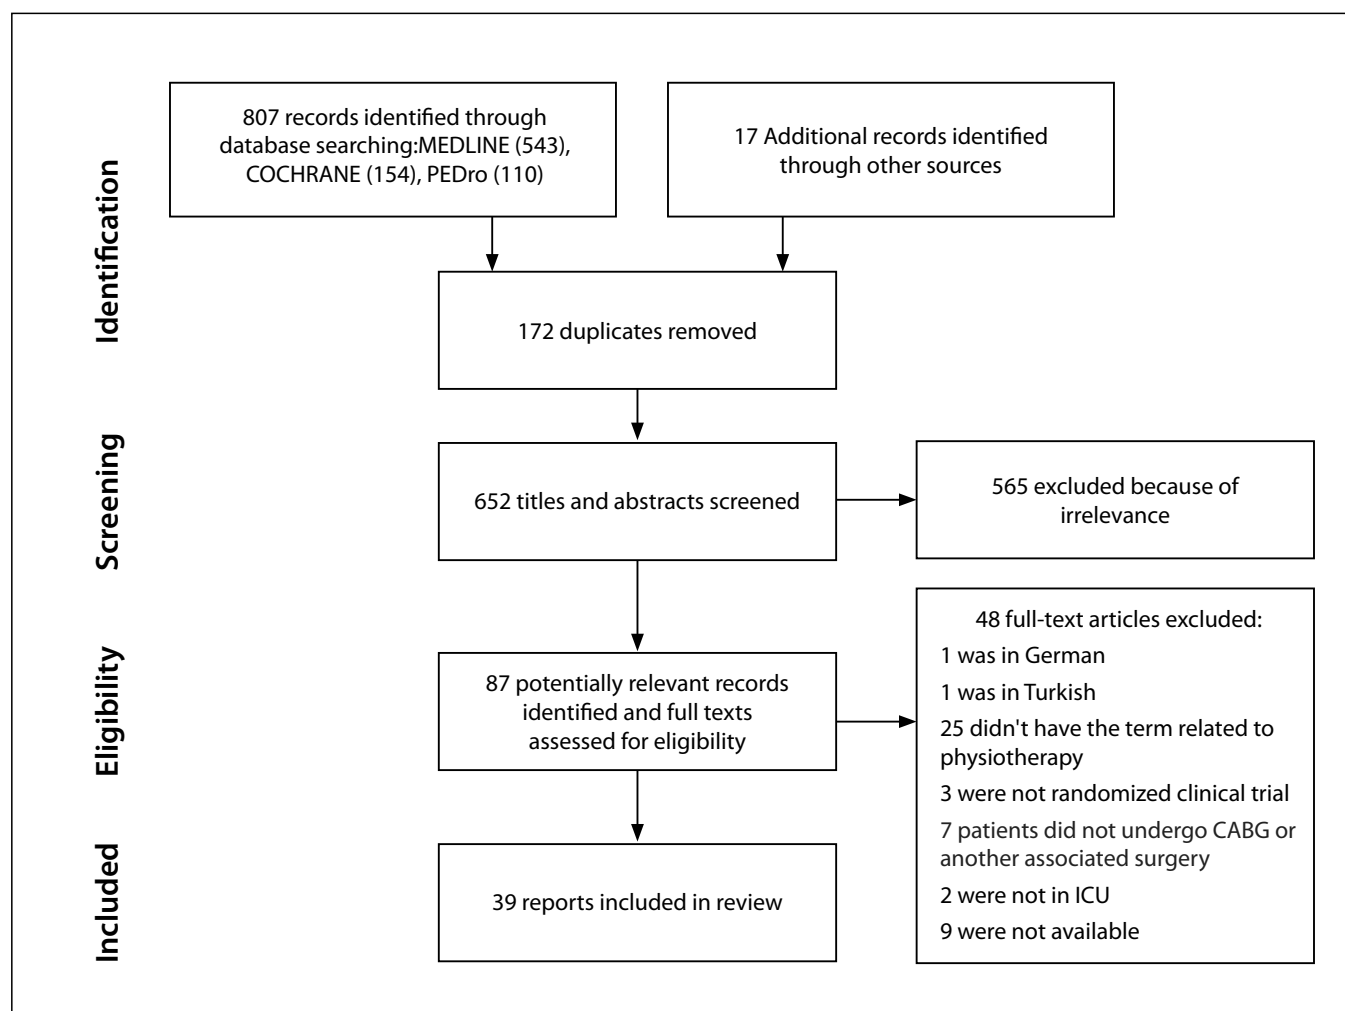 Identification
807 records identified through
database searching:MEDLINE (543),
COCHRANE (154), PEDro (110)
17 Additional records identified
through other sources
172 duplicates removed
Screening
652 titles and abstracts screened
565 excluded because of
irrelevance
Eligibility
87 potentially relevant records
identified and full texts
assessed for eligibility
48 full-text articles excluded:
1 was in German
1 was in Turkish
25 didn't have the term related to
physiotherapy
3 were not randomized clinical trial
7 patients did not undergo CABG or
another associated surgery
2 were not in ICU
9 were not available
Included
39 reports included in review